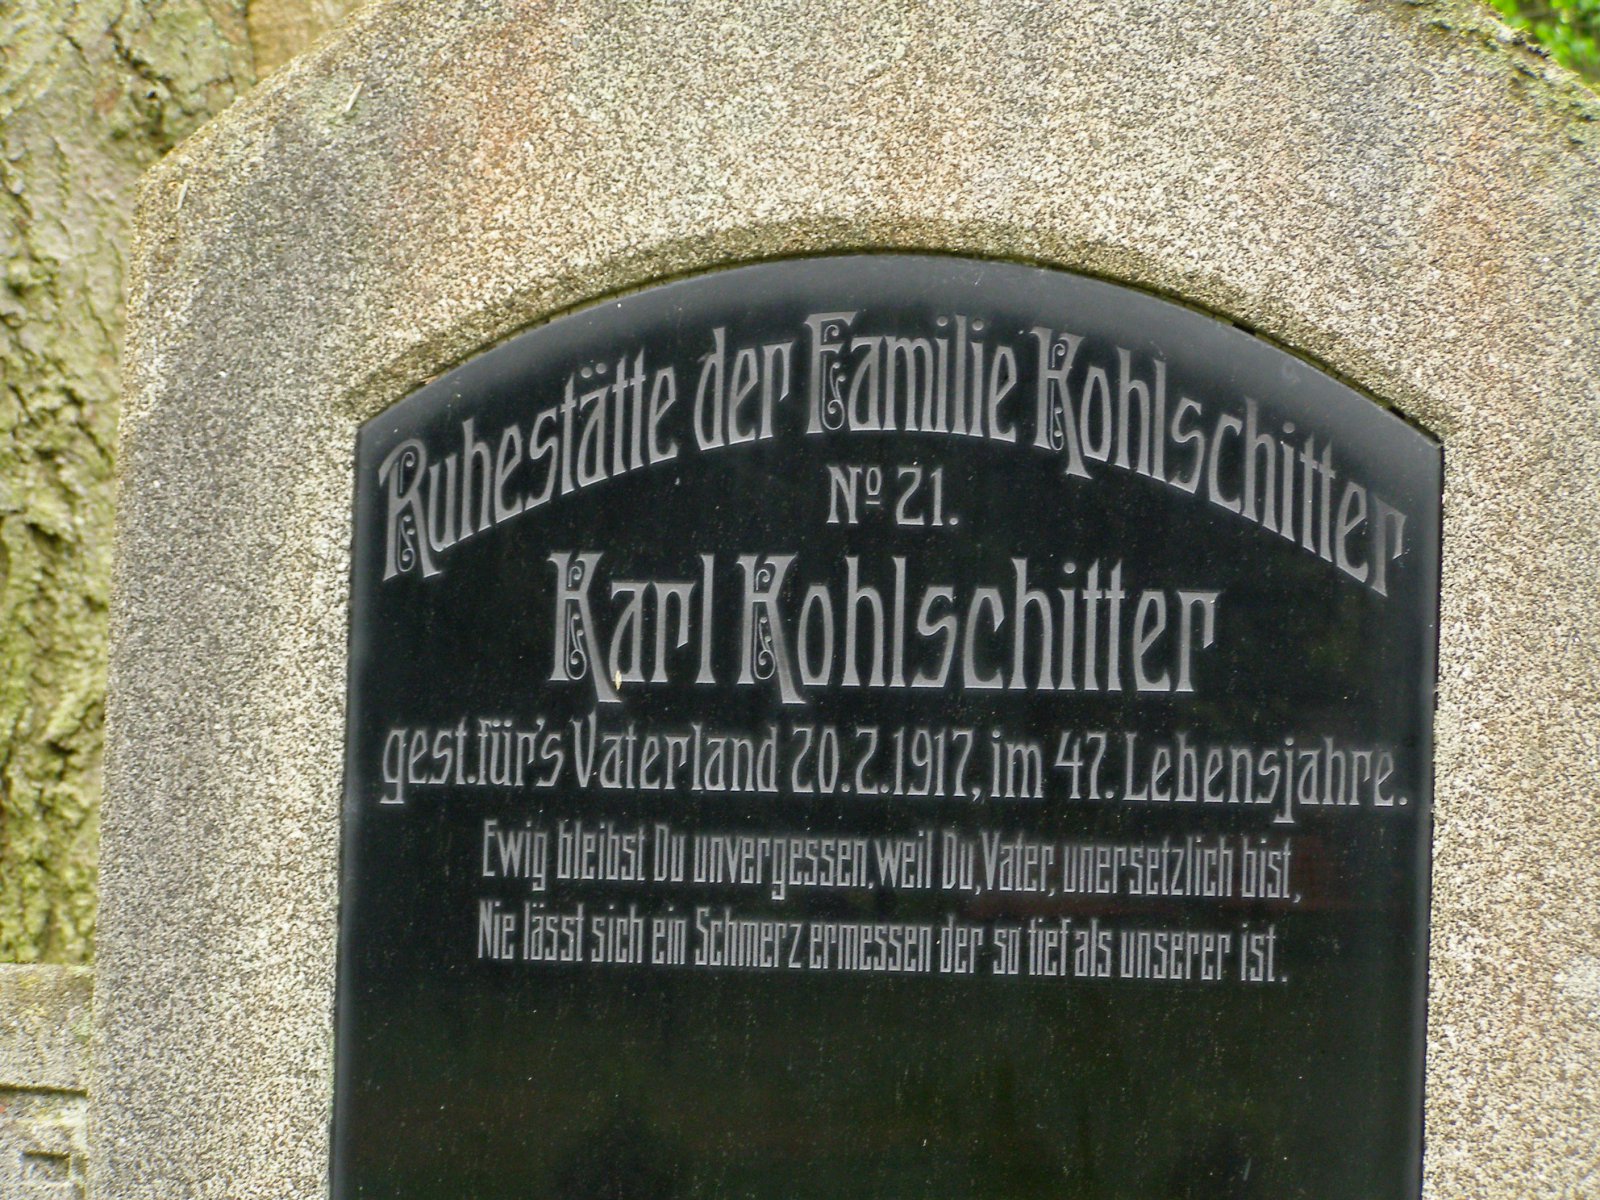 Ruhestätte der Familie Kohlschitter
Nº 21.
Karl Kohlschitter
gest. für's Vaterland 20.2.1917, im 47. Lebensjahre.
Ewig bleibst Du unvergessen, weil Du, Vater, unersetzlich bist,
Nie lässt sich ein Schmerz ermessen der so tief als unserer ist.